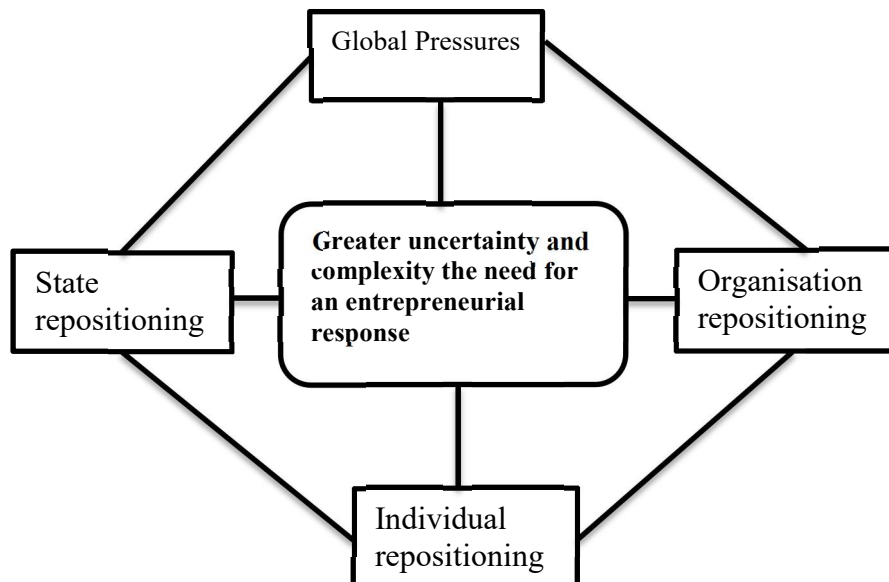 Global Pressures
Greater uncertainty and
complexity the need for
an entrepreneurial
response
State
repositioning
Organisation
repositioning
Individual
repositioning